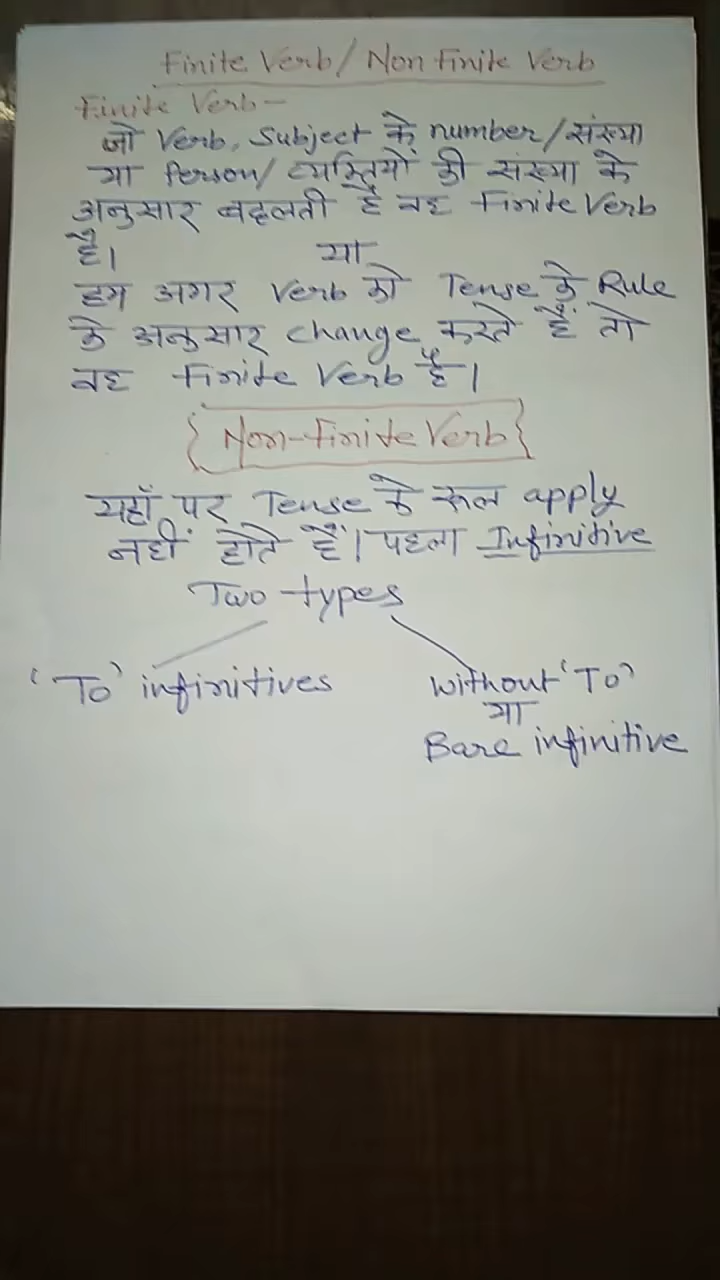 Finite Verb/ Non Finite Verb
Finite Verb-
जो Verb, Subject के number/संख्या
या Person/ व्यक्तियों की संख्या के
अनुसार बदलती है वह Finite Verb
है। या
हम अगर Verb को Tense के Rule
के अनुसार change करते हैं तो
वह Finite Verb है।
{Non-Finite Verb}
यहाँ पर Tense के रूल apply
नहीं होते हैं। पहला Infinitive
Two types
'To' infinitives without 'To'
या
Bare infinitive